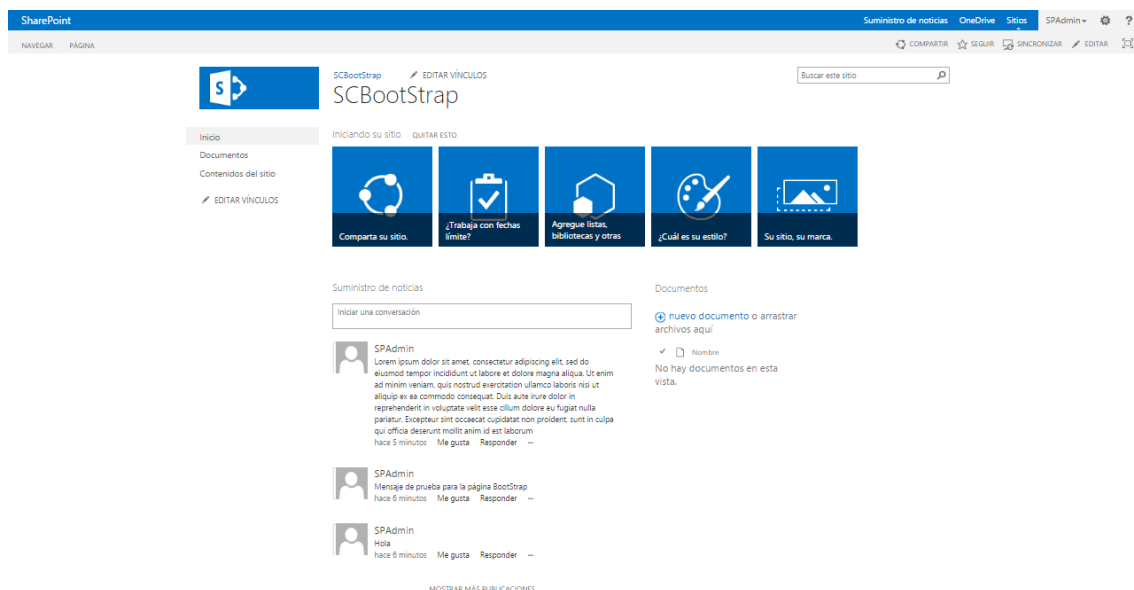 SharePoint
Suministro de noticias OneDrive Sitios SPAdmin ?
NAVEGAR PÁGINA
COMPARTIR SEGUIR SINCRONIZAR EDITAR
S
SCBootStrap EDITAR VÍNCULOS
SCBootStrap
Buscar este sitio
Inicio
Documentos
Contenidos del sitio
EDITAR VÍNCULOS
Iniciando su sitio QUITAR ESTO
Comparta su sitio.
¿Trabaja con fechas
límite?
Agregue listas,
bibliotecas y otras
¿Cuál es su estilo?
Su sitio, su marca.
Suministro de noticias
Iniciar una conversación
SPAdmin
Lorem ipsum dolor sit amet, consectetur adipiscing elit, sed do
eiusmod tempor incididunt ut labore et dolore magna aliqua. Ut enim
ad minim veniam, quis nostrud exercitation ullamco laboris nisi ut
aliquip ex ea commodo consequat. Duis aute irure dolor in
reprehenderit in voluptate velit esse cillum dolore eu fugiat nulla
pariatur. Excepteur sint occaecat cupidatat non proident, sunt in culpa
qui officia deserunt mollit anim id est laborum
hace 5 minutos Me gusta Responder ···
SPAdmin
Mensaje de prueba para la página BootStrap
hace 6 minutos Me gusta Responder ···
SPAdmin
Hola
hace 6 minutos Me gusta Responder ···
MOSTRAR MÁS PUBLICACIONES
Documentos
nuevo documento o arrastrar
archivos aquí
Nombre
No hay documentos en esta
vista.